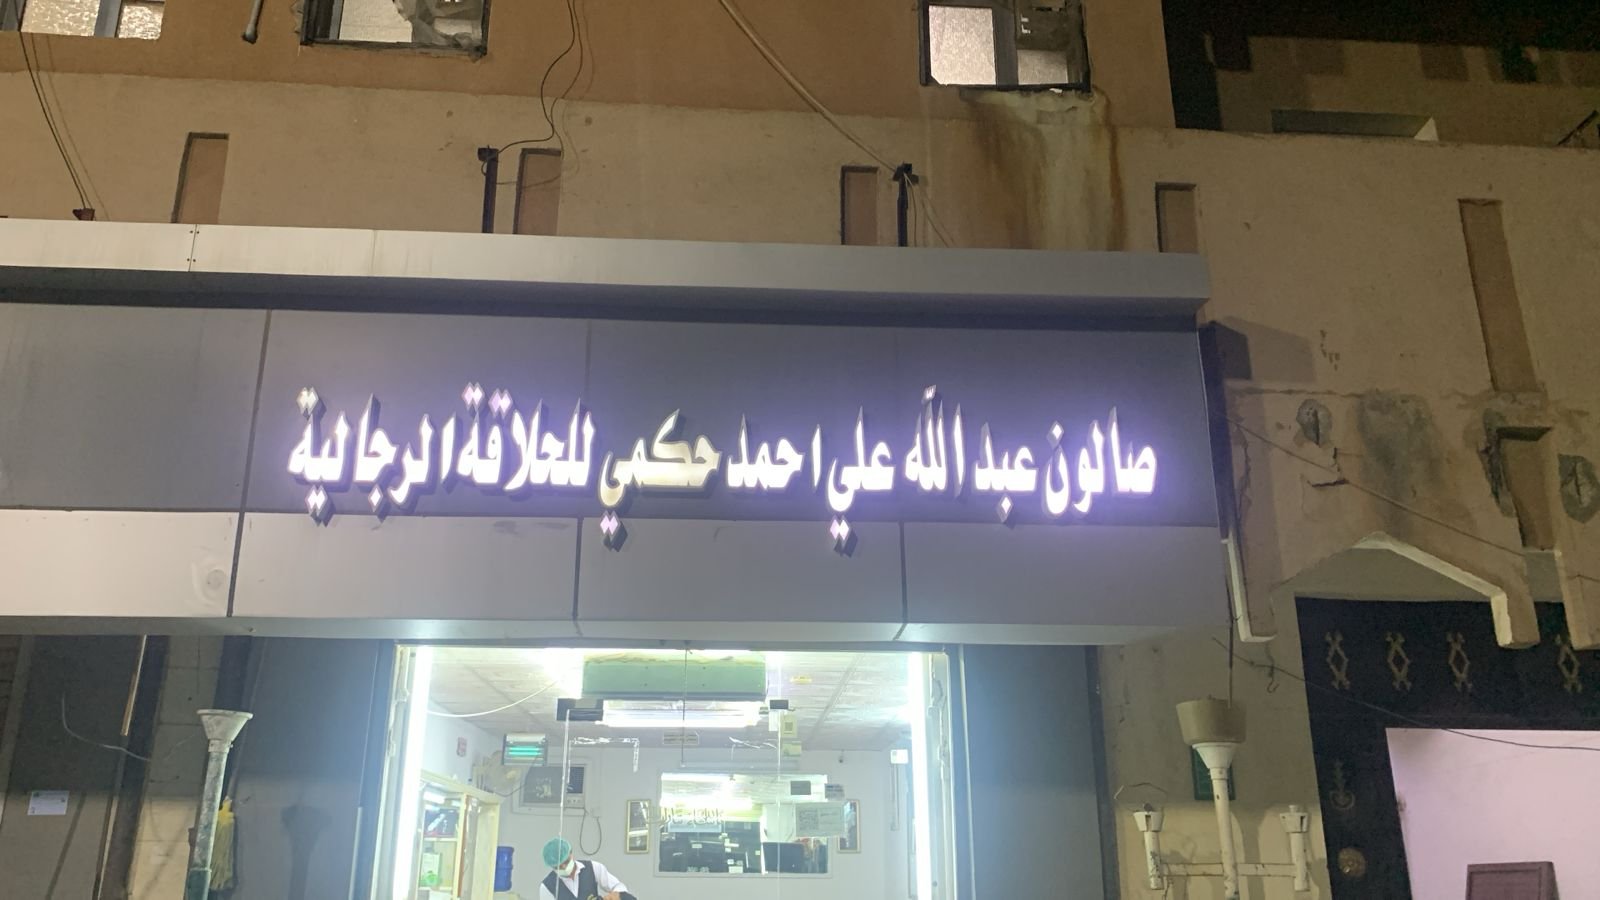 صالون عبد الله علي احمد حكمي للحلاقة الرجالية